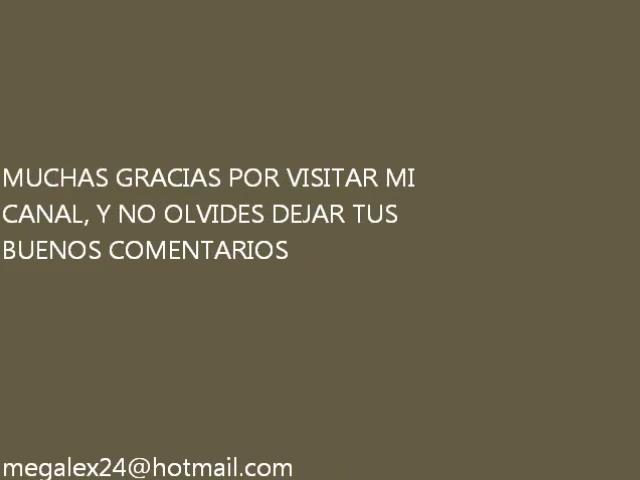 MUCHAS GRACIAS POR VISITAR MI
CANAL, Y NO OLVIDES DEJAR TUS
BUENOS COMENTARIOS
megalex24@hotmail.com